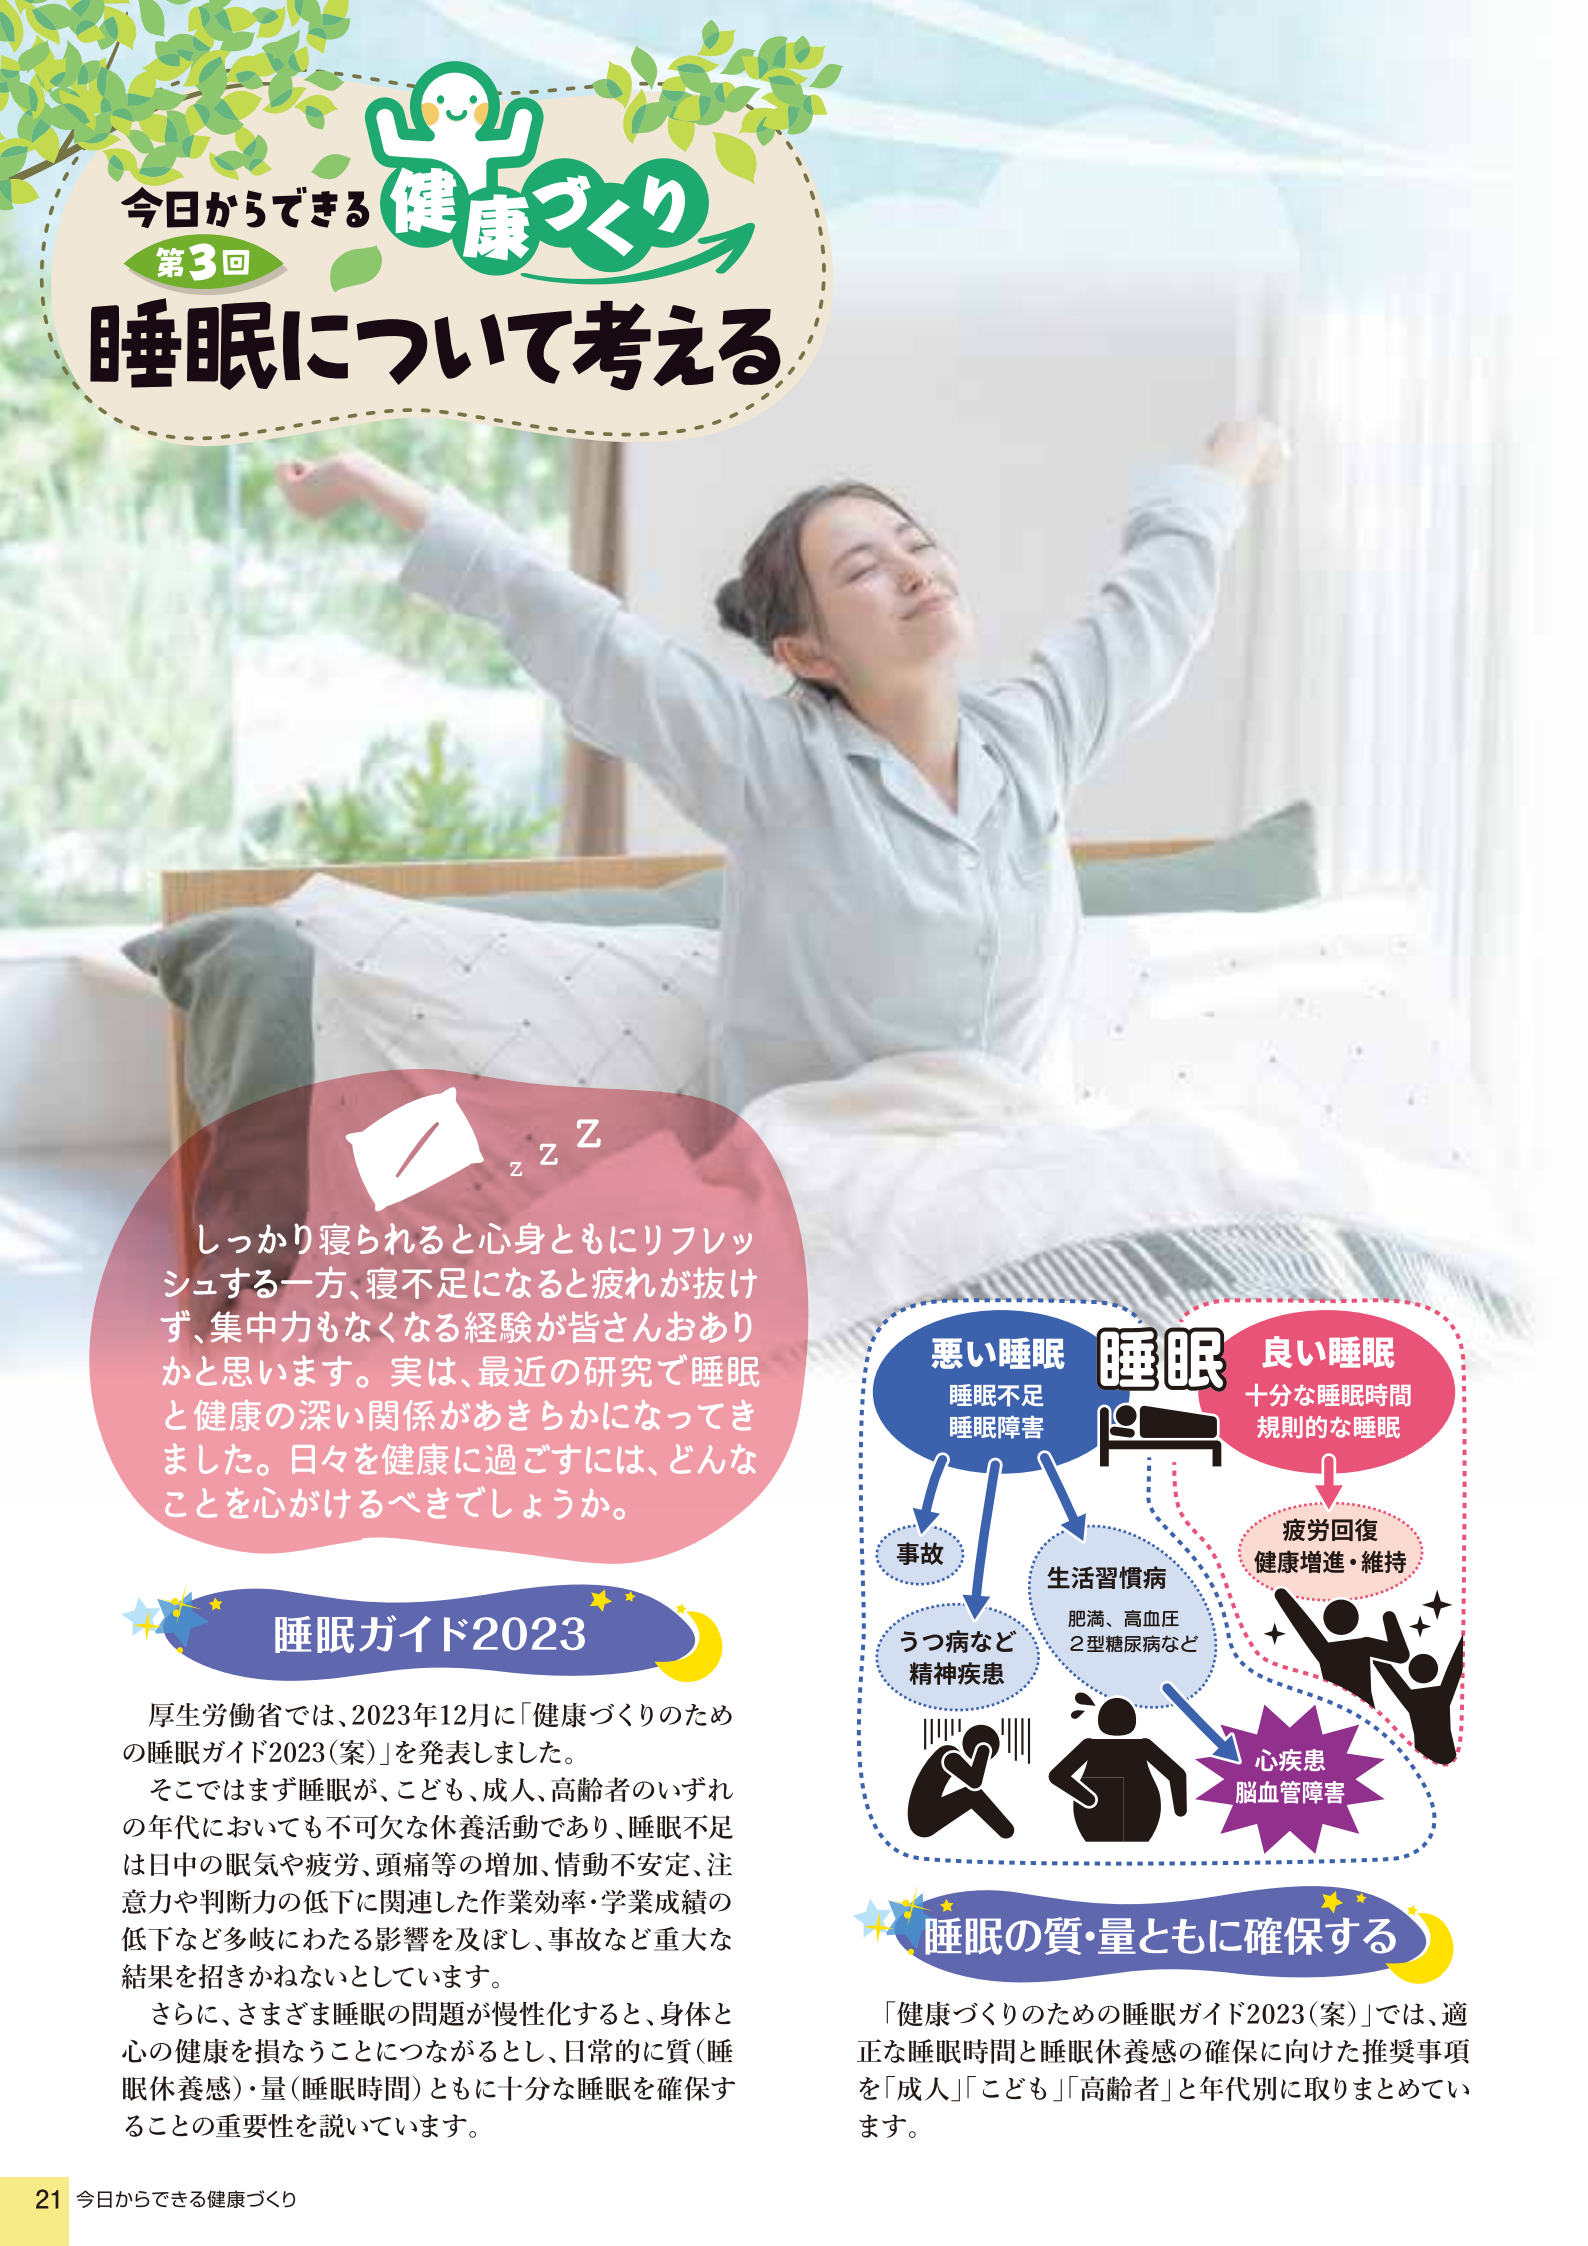 今日からできる健康づくり
第3回
睡眠について考える
z z Z
しっかり寝られると心身ともにリフレッ
シュする一方、寝不足になると疲れが抜け
ず、集中力もなくなる経験が皆さんおあり
かと思います。実は、最近の研究で睡眠
と健康の深い関係があきらかになってき
ました。日々を健康に過ごすには、どんな
ことを心がけるべきでしょうか。
睡眠ガイド2023
厚生労働省では、2023年12月に「健康づくりのため
の睡眠ガイド2023(案)」を発表しました。
そこではまず睡眠が、こども、成人、高齢者のいずれ
の年代においても不可欠な休養活動であり、睡眠不足
は日中の眠気や疲労、頭痛等の増加、情動不安定、注
意力や判断力の低下に関連した作業効率・学業成績の
低下など多岐にわたる影響を及ぼし、事故など重大な
結果を招きかねないとしています。
さらに、さまざま睡眠の問題が慢性化すると、身体と
心の健康を損なうことにつながるとし、日常的に質(睡
眠休養感)・量(睡眠時間)ともに十分な睡眠を確保す
ることの重要性を説いています。
睡眠
悪い睡眠
睡眠不足
睡眠障害
良い睡眠
十分な睡眠時間
規則的な睡眠
事故
うつ病など
精神疾患
生活習慣病
肥満、高血圧
2型糖尿病など
疲労回復
健康増進・維持
心疾患
脳血管障害
睡眠の質・量ともに確保する
「健康づくりのための睡眠ガイド2023(案)」では、適
正な睡眠時間と睡眠休養感の確保に向けた推奨事項
を「成人」「こども」「高齢者」と年代別に取りまとめてい
ます。
21 今日からできる健康づくり